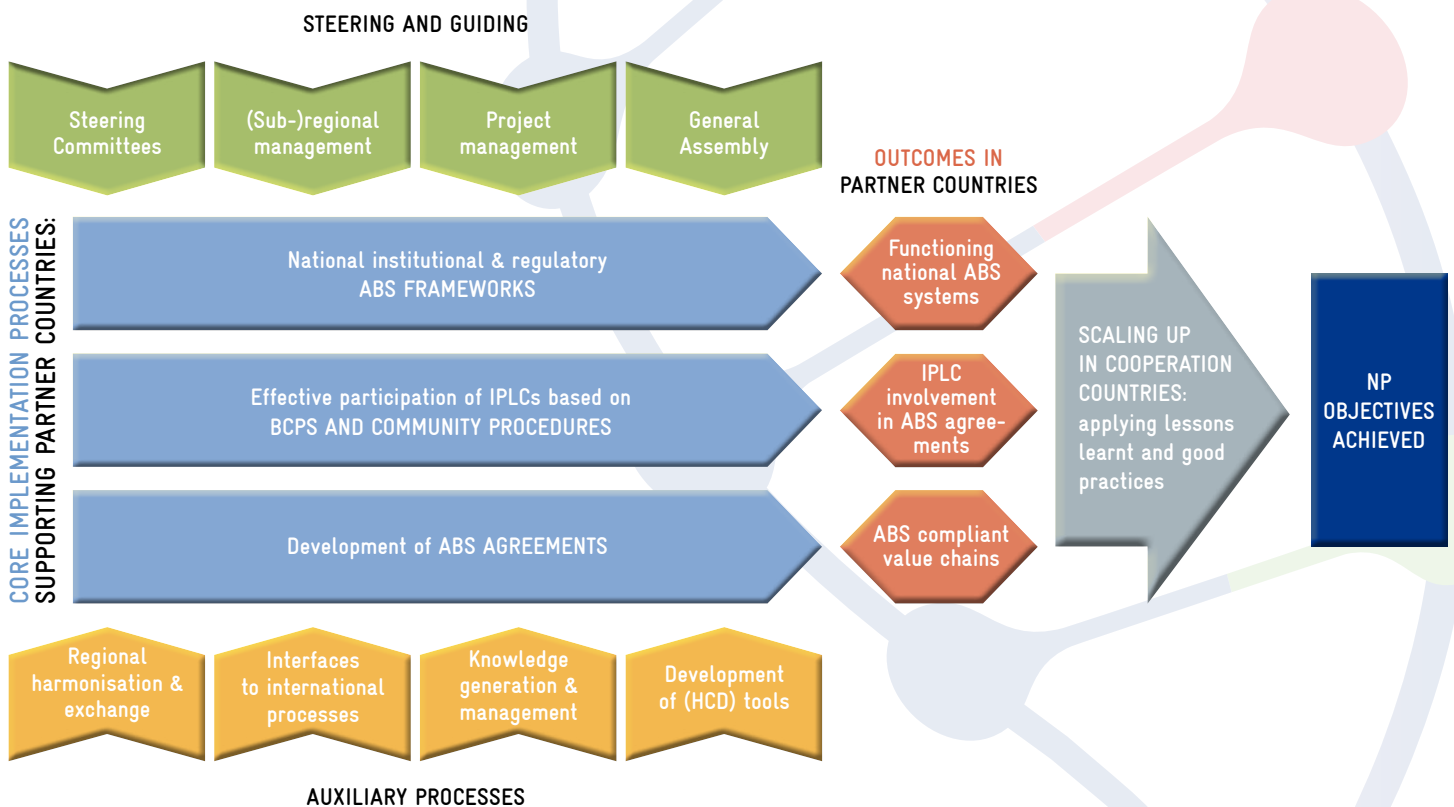 STEERING AND GUIDING
Steering
Committees
(Sub-)regional
management
Project
management
General
Assembly
OUTCOMES IN
PARTNER COUNTRIES
CORE IMPLEMENTATION PROCESSES
SUPPORTING PARTNER COUNTRIES:
National institutional & regulatory
ABS FRAMEWORKS
Functioning
national ABS
systems
Effective participation of IPLCs based on
BCPS AND COMMUNITY PROCEDURES
IPLC
involvement
in ABS agree-
ments
Development of ABS AGREEMENTS
ABS compliant
value chains
SCALING UP
IN COOPERATION
COUNTRIES:
applying lessons
learnt and good
practices
NP
OBJECTIVES
ACHIEVED
Regional
harmonisation &
exchange
Interfaces
to international
processes
Knowledge
generation &
management
Development
of (HCD) tools
AUXILIARY PROCESSES